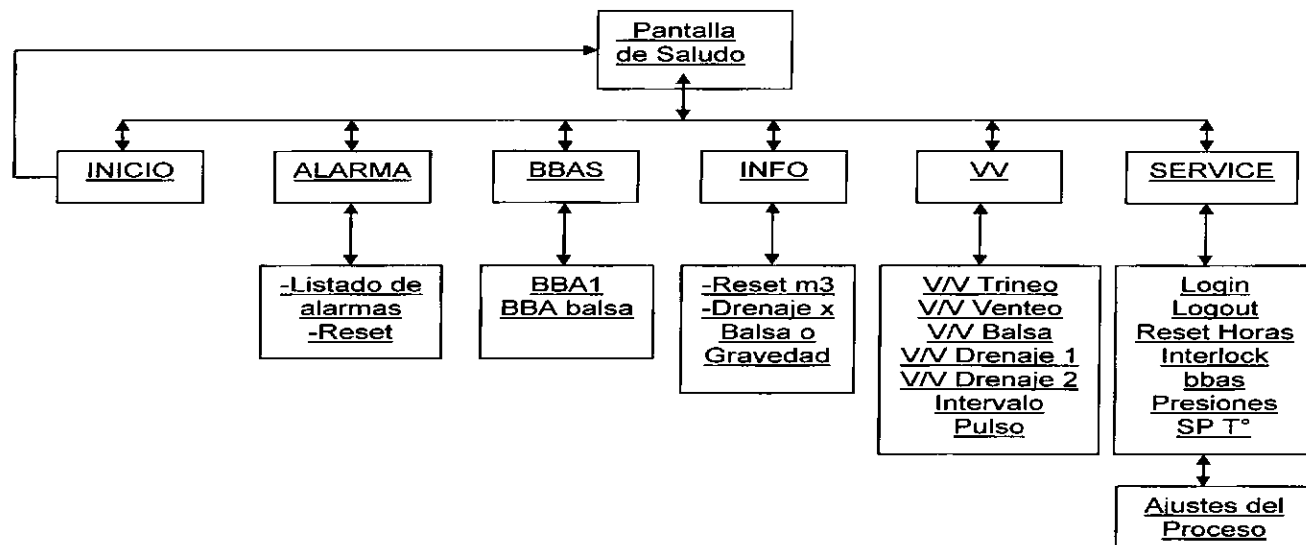 Pantalla
de Saludo
INICIO
ALARMA
BBAS
INFO
VV
SERVICE
-Listado de
alarmas
-Reset
BBA1
BBA balsa
-Reset m3
-Drenaje x
Balsa o
Gravedad
V/V Trineo
V/V Venteo
V/V Balsa
V/V Drenaje 1
V/V Drenaje 2
Intervalo
Pulso
Login
Logout
Reset Horas
Interlock
bbas
Presiones
SP T°
Ajustes del
Proceso